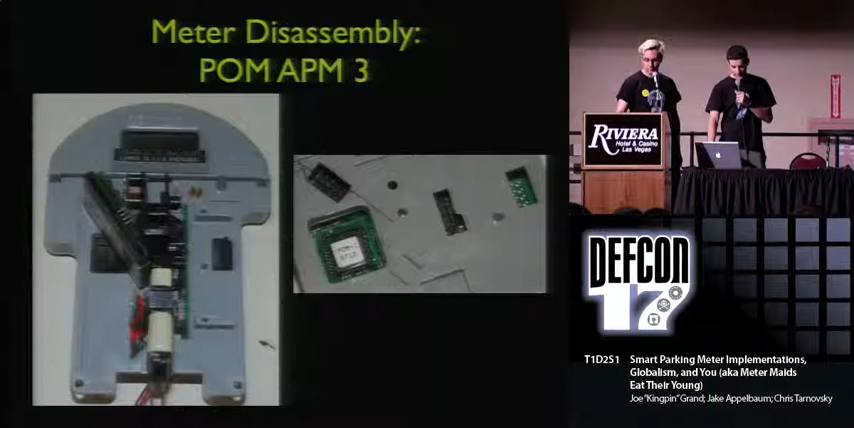 Meter Disassembly:
POM APM 3
RIVIERA
Hotel & Casino
Las Vegas
DEFCON
17
T1D2S1 Smart Parking Meter Implementations,
Globalism, and You (aka Meter Maids
Eat Their Young)
Joe "Kingpin" Grand; Jake Appelbaum; Chris Tarnovsky